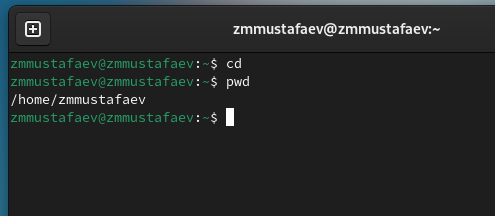 zmmustafaev@zmmustafaev:~
zmmustafaev@zmmustafaev:~$ cd
zmmustafaev@zmmustafaev:~$ pwd
/home/zmmustafaev
zmmustafaev@zmmustafaev:~$